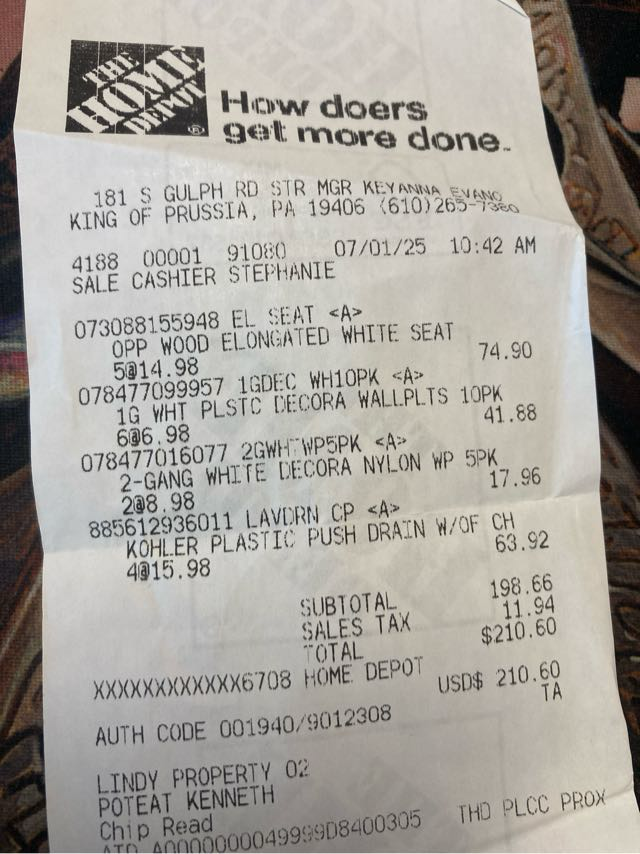 THE
HOME
DEPOT®
How doers
get more done.
181 S GULPH RD STR MGR KEYANNA EVANO
KING OF PRUSSIA, PA 19406 (610)265-7360
4188 00001 91080 07/01/25 10:42 AM
SALE CASHIER STEPHANIE
073088155948 EL SEAT <A>
OPP WOOD ELONGATED WHITE SEAT
5@14.98 74.90
078477099957 1GDEC WH10PK <A>
1G WHT PLSTC DECORA WALLPLTS 10PK
6@6.98 41.88
078477016077 2GWHTWP5PK <A>
2-GANG WHITE DECORA NYLON WP 5PK
2@8.98 17.96
885612936011 LAVDRN CP <A>
KOHLER PLASTIC PUSH DRAIN W/OF CH
4@15.98 63.92
SUBTOTAL 198.66
SALES TAX 11.94
TOTAL $210.60
XXXXXXXXXXXX6708 HOME DEPOT
USD$ 210.60
AUTH CODE 001940/9012308 TA
LINDY PROPERTY 02
POTEAT KENNETH
Chip Read
AID A0000000049999D8400305 THD PLCC PROX